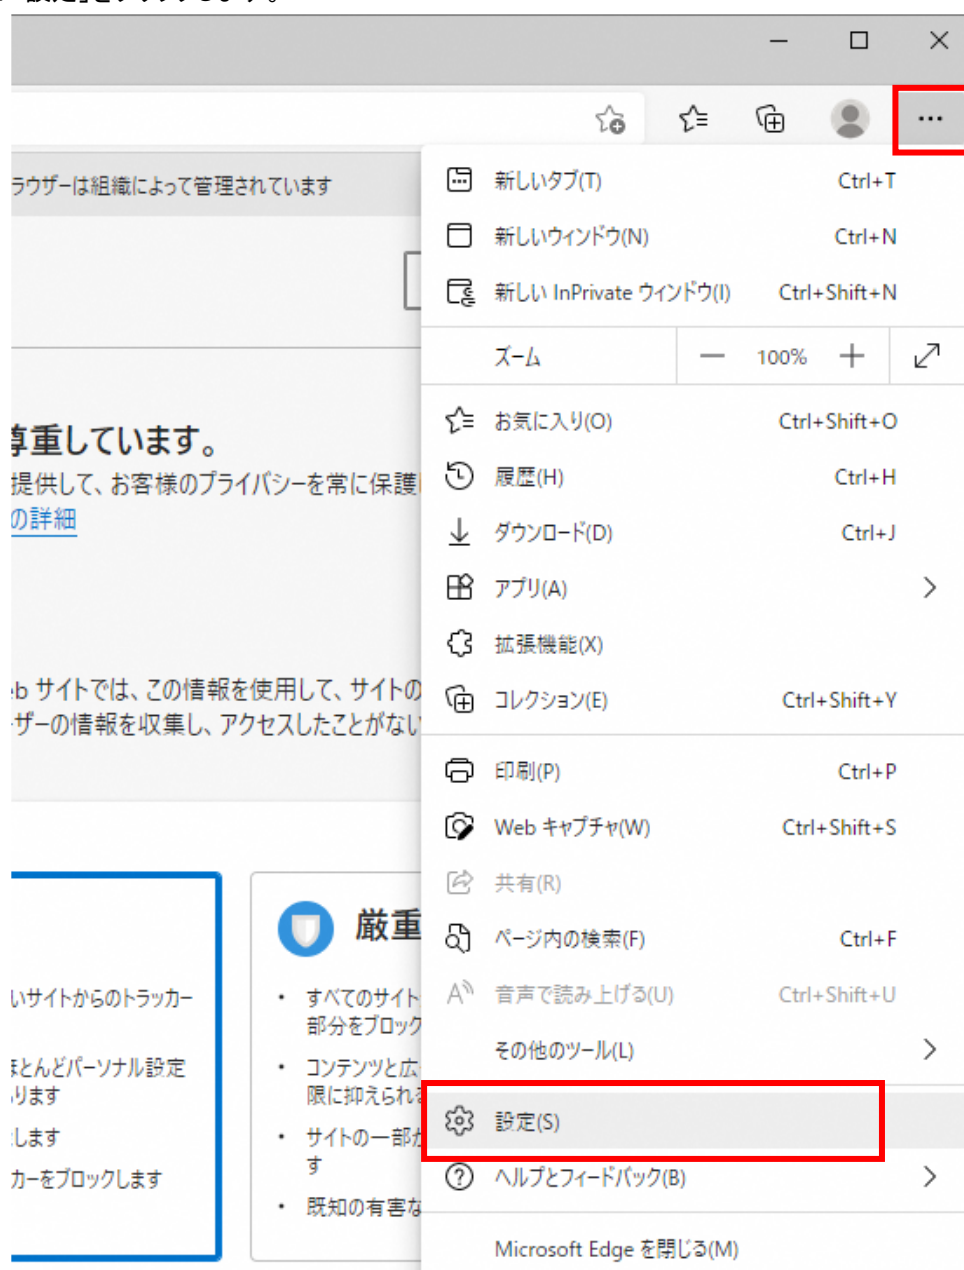 設定」をクリックします。
ラウザーは組織によって管理されています
新しいタブ(T) Ctrl+T
新しいウィンドウ(N) Ctrl+N
新しい InPrivate ウィンドウ(I) Ctrl+Shift+N
ズーム — 100% +
お気に入り(O) Ctrl+Shift+O
履歴(H) Ctrl+H
ダウンロード(D) Ctrl+J
アプリ(A)
拡張機能(X)
コレクション(E) Ctrl+Shift+Y
印刷(P) Ctrl+P
Web キャプチャ(W) Ctrl+Shift+S
共有(R)
ページ内の検索(F) Ctrl+F
音声で読み上げる(U) Ctrl+Shift+U
その他のツール(L)
設定(S)
ヘルプとフィードバック(B)
Microsoft Edge を閉じる(M)
尊重しています。
提供して、お客様のプライバシーを常に保護
の詳細
eb サイトでは、この情報を使用して、サイトの
ーザーの情報を収集し、アクセスしたことがない
いサイトからのトラッカー
ほとんどパーソナル設定
ります
します
カーをブロックします
厳重
• すべてのサイト
部分をブロック
• コンテンツと広
限に抑えられ
• サイトの一部
す
• 既知の有害な